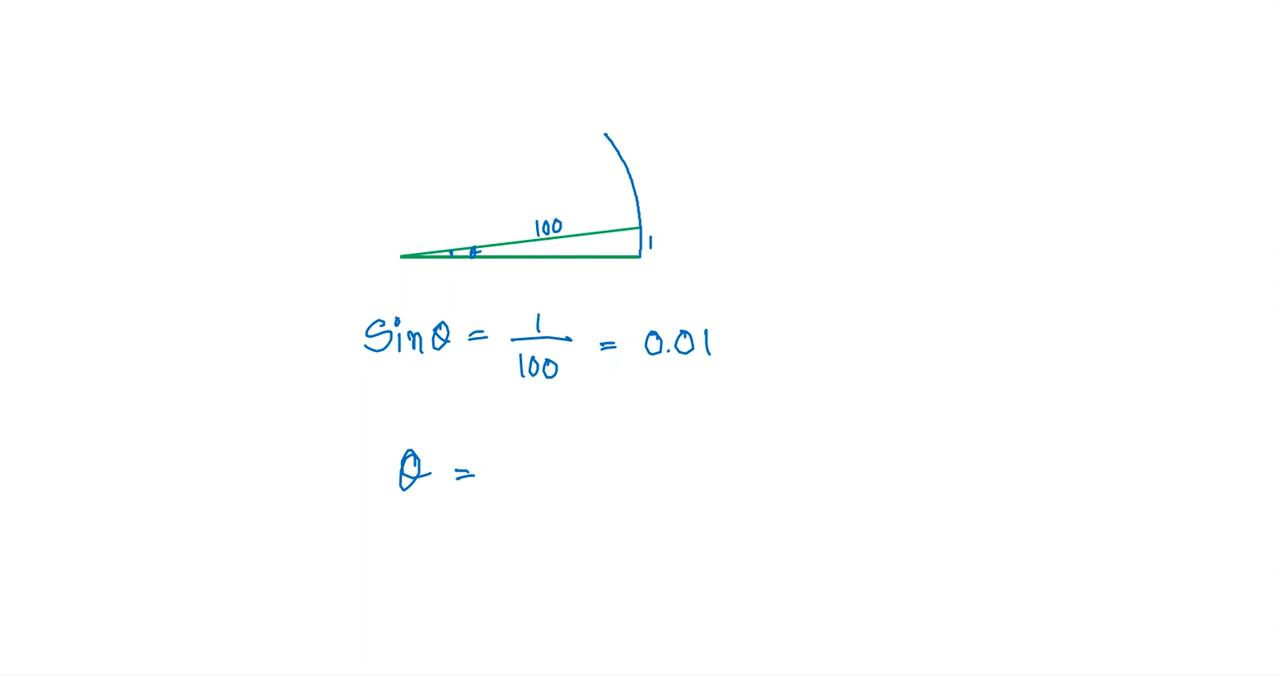 100
θ
1
Sinθ = 1/100 = 0.01
θ =